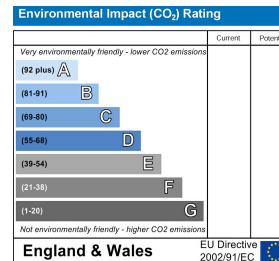 Environmental Impact (CO₂) Rating
Current Potent
Very environmentally friendly - lower CO2 emissions
(92 plus) A
(81-91) B
(69-80) C
(55-68) D
(39-54) E
(21-38) F
(1-20) G
Not environmentally friendly - higher CO2 emissions
England & Wales
EU Directive
2002/91/EC